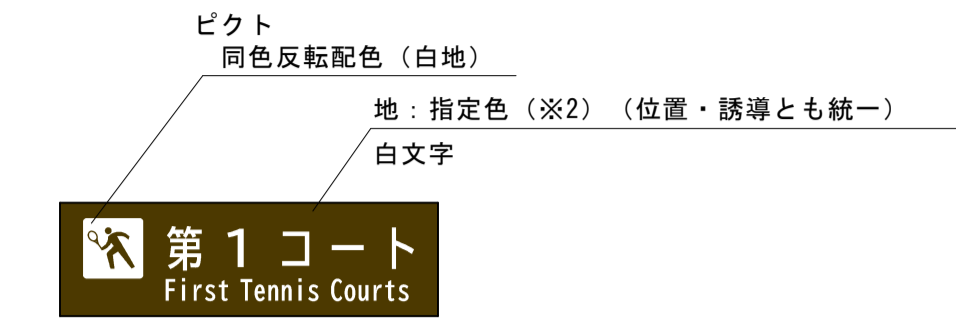 ピクト
同色反転配色（白地）
地：指定色（※2）（位置・誘導とも統一）
白文字
第１コート
First Tennis Courts